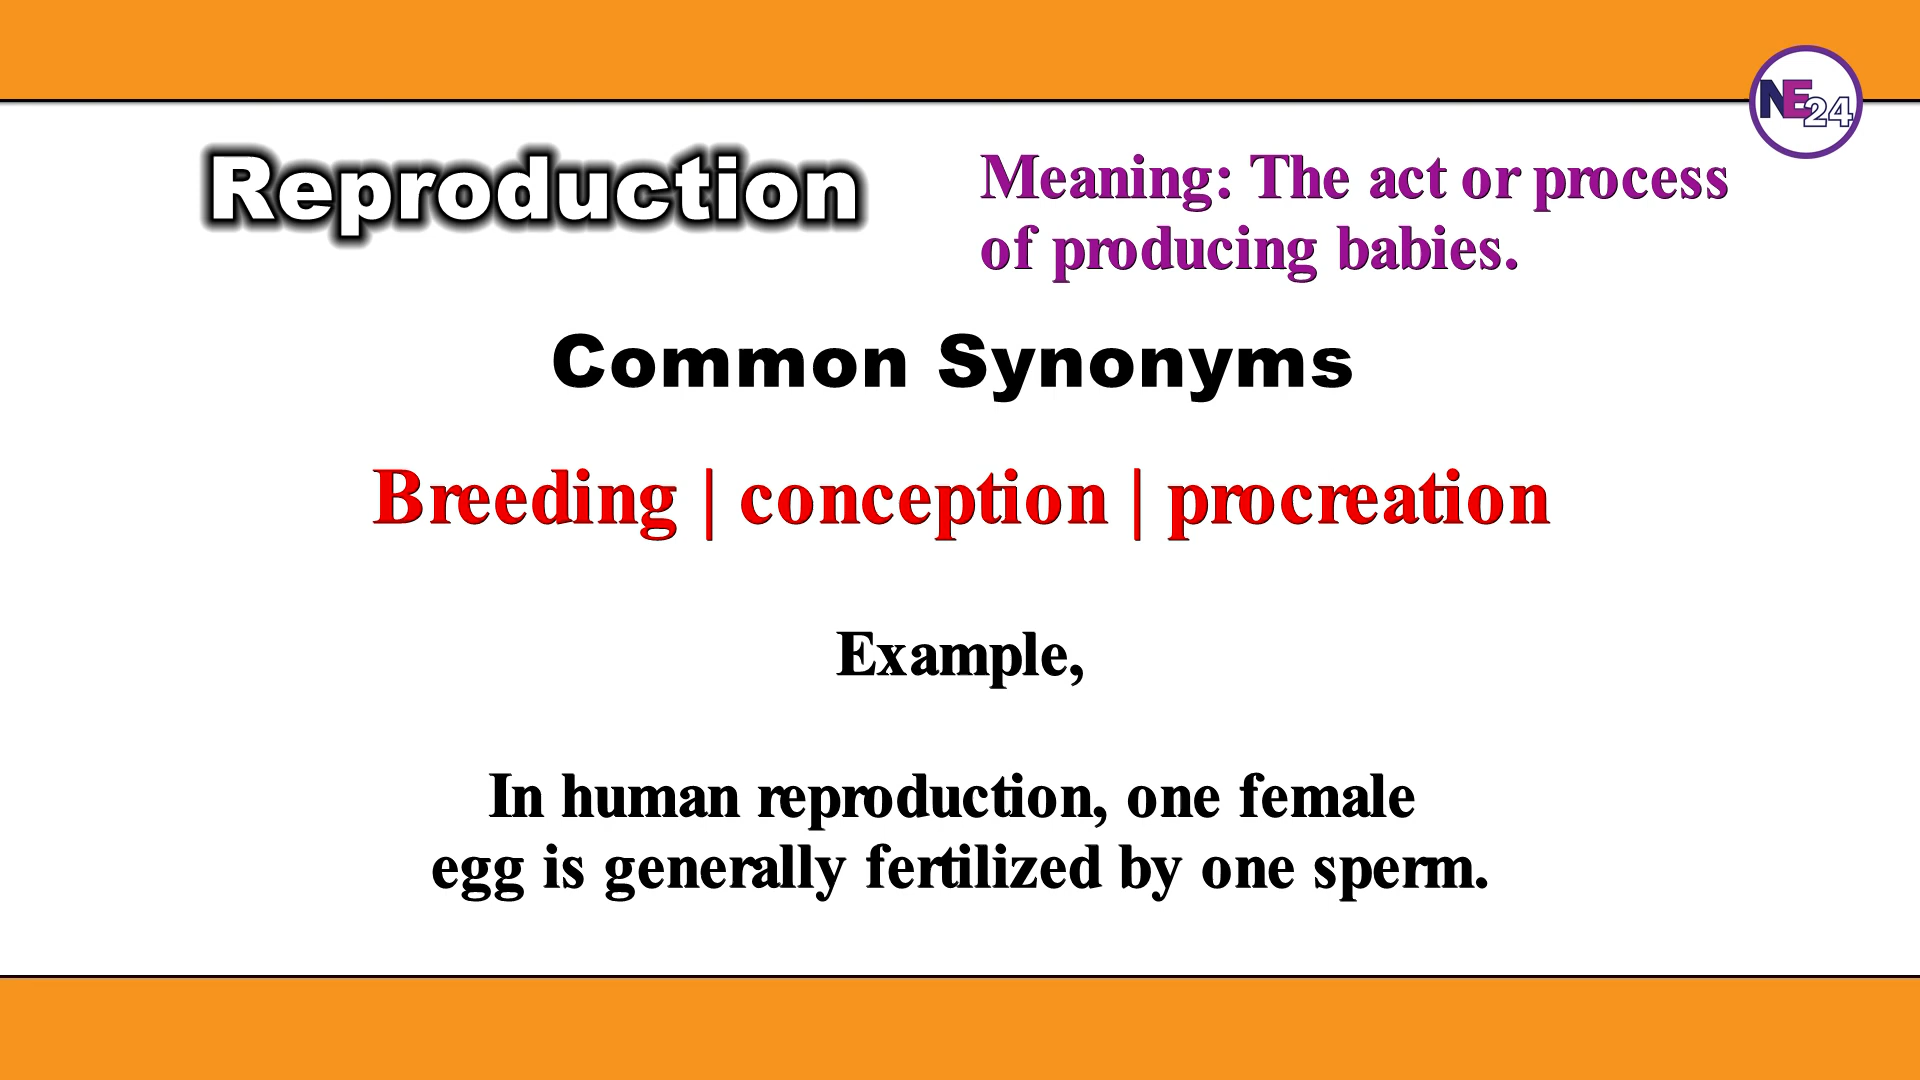 NE24
Reproduction
Meaning: The act or process
of producing babies.
Common Synonyms
Breeding | conception | procreation
Example,
In human reproduction, one female
egg is generally fertilized by one sperm.